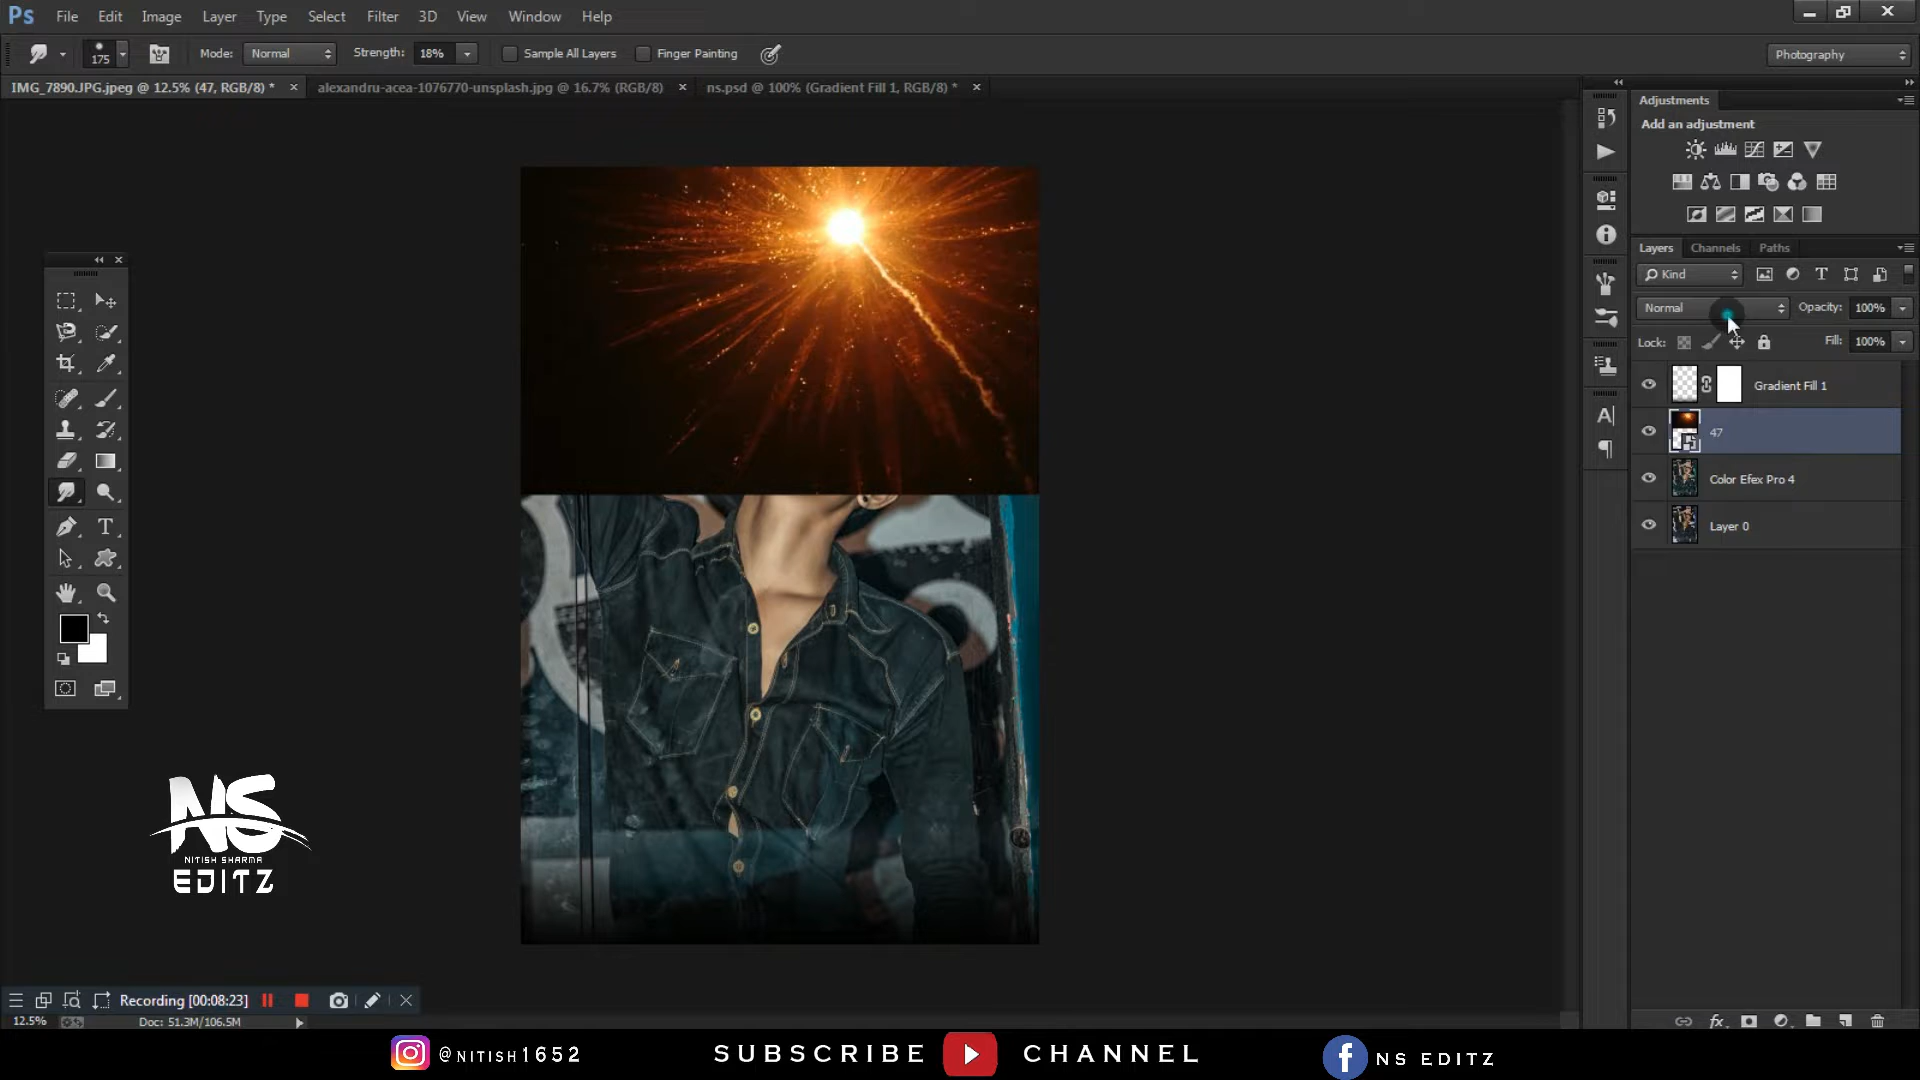 Ps File Edit Image Layer Type Select Filter 3D View Window Help
175 Mode: Normal Strength: 18% Sample All Layers Finger Painting Photography
IMG_7890.JPG.jpeg @ 12.5% (47, RGB/8) * × alexandru-acea-1076770-unsplash.jpg @ 16.7% (RGB/8) × ns.psd @ 100% (Gradient Fill 1, RGB/8) * ×
Adjustments
Add an adjustment
Layers Channels Paths
Kind
Normal Opacity: 100%
Lock: Fill: 100%
Gradient Fill 1
47
Color Efex Pro 4
Layer 0
NS
NITISH SHARMA
EDITZ
Recording [00:08:23]
12.5% Doc: 51.3M/106.5M
@NITISH1652 SUBSCRIBE CHANNEL NS EDITZ